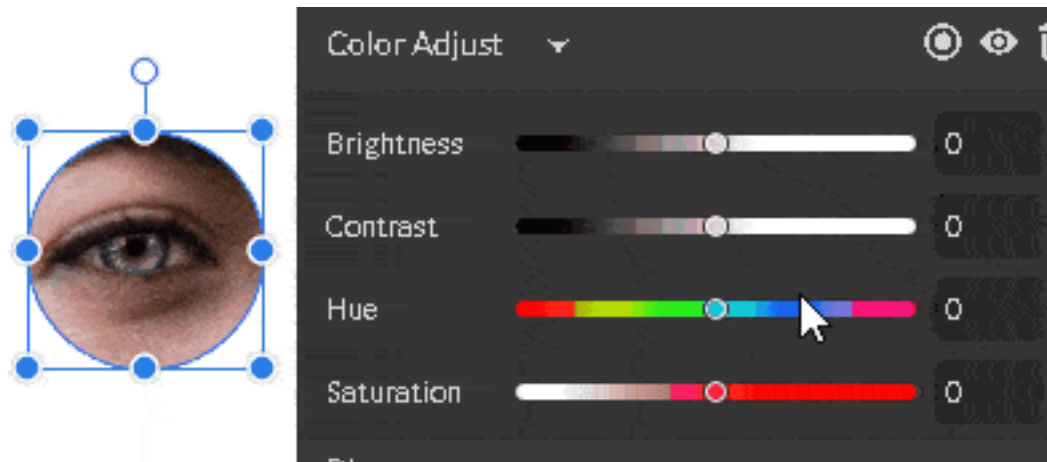 Color Adjust
Brightness 0
Contrast 0
Hue 0
Saturation 0